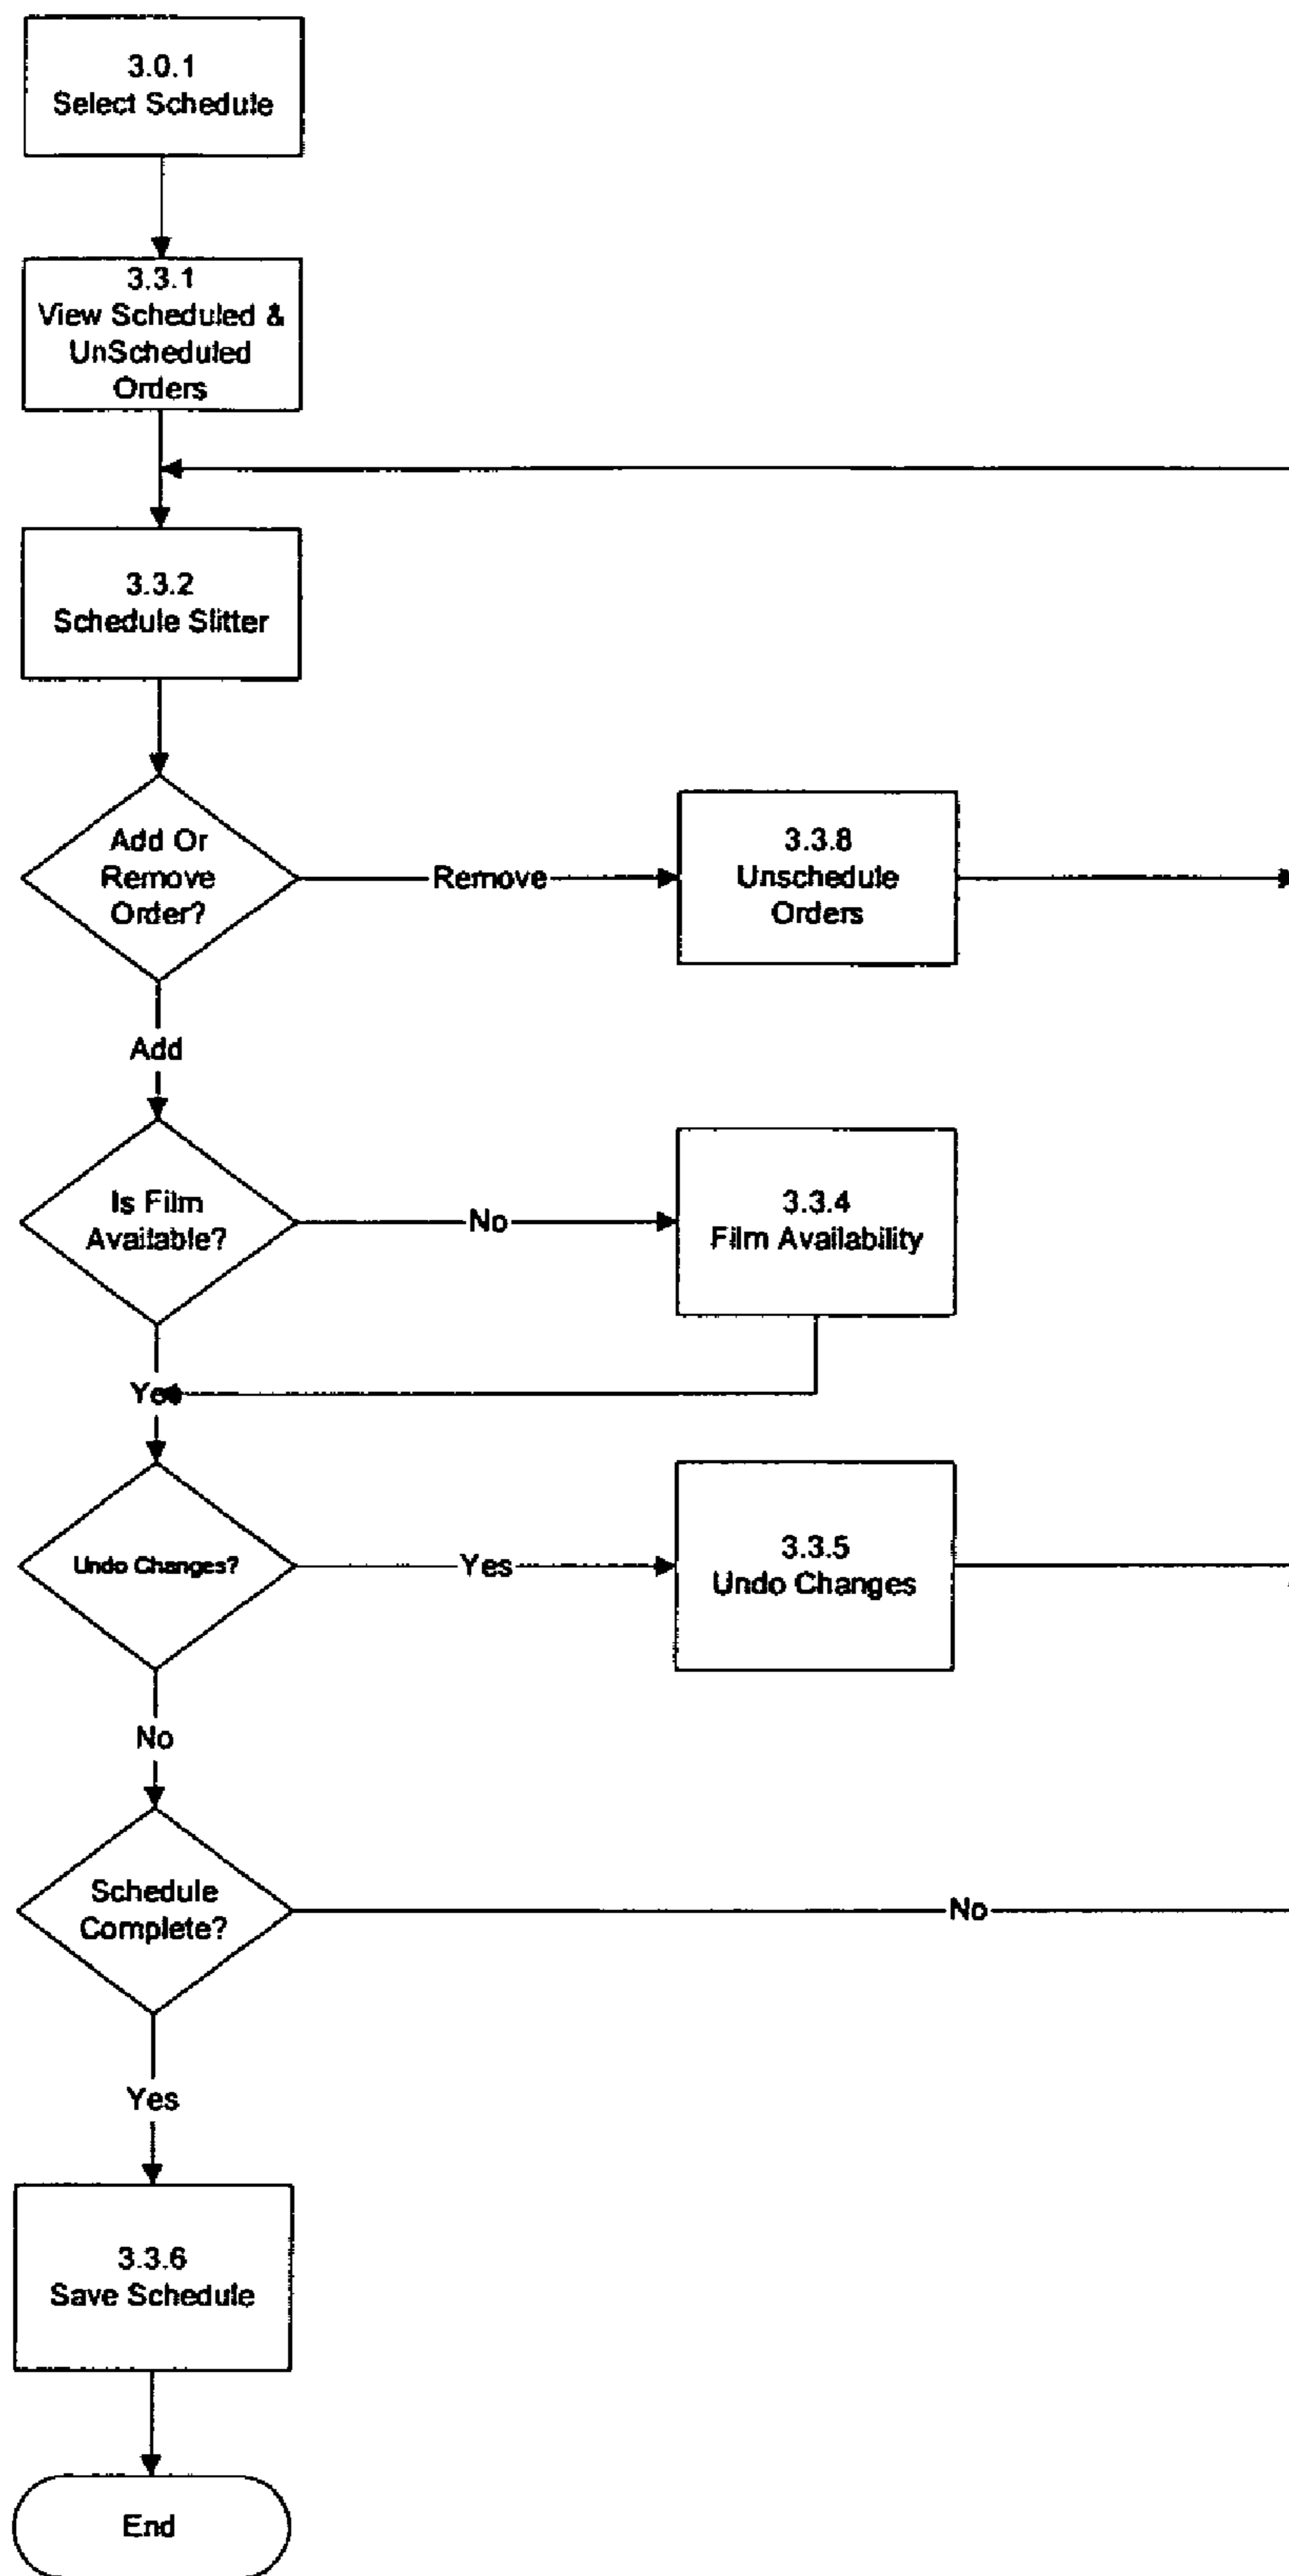 3.0.1
Select Schedule
3.3.1
View Scheduled &
UnScheduled
Orders
3.3.2
Schedule Slitter
Add Or
Remove
Order?
Remove
3.3.8
Unschedule
Orders
Add
Is Film
Available?
No
3.3.4
Film Availability
Yes
Undo Changes?
Yes
3.3.5
Undo Changes
No
Schedule
Complete?
No
Yes
3.3.6
Save Schedule
End